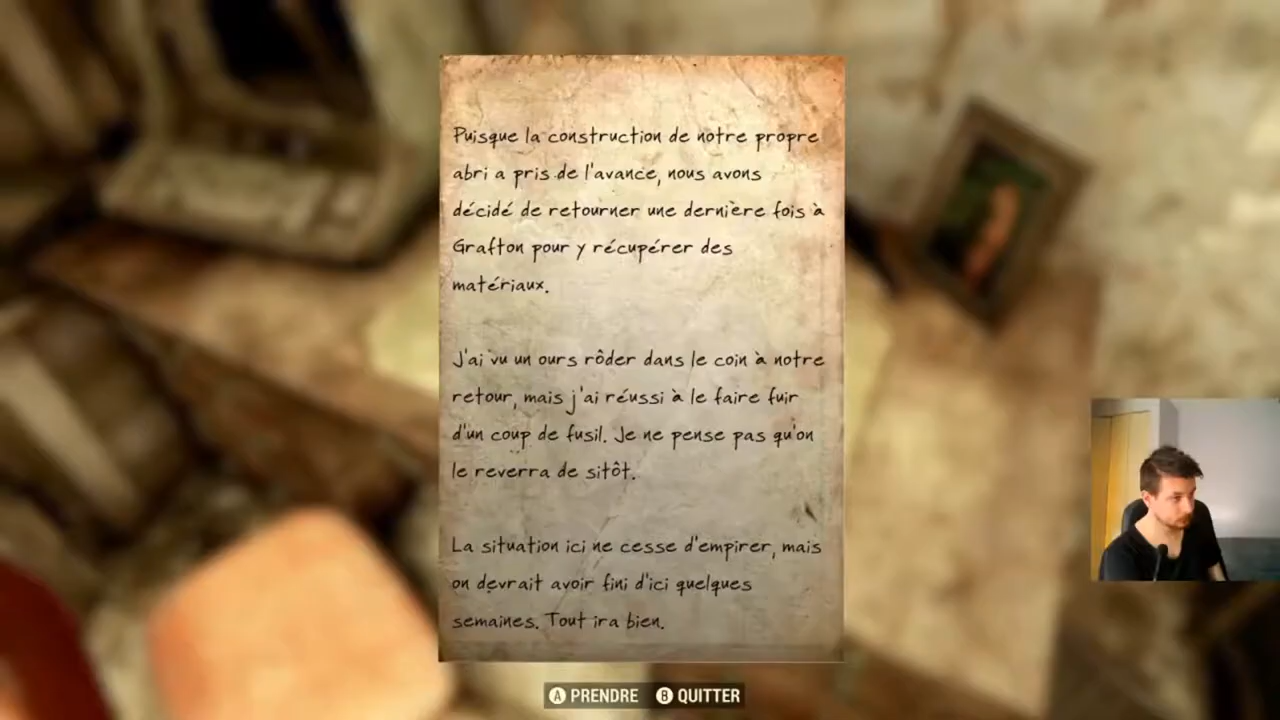 Puisque la construction de notre propre
abri a pris de l'avance, nous avons
décidé de retourner une dernière fois à
Grafton pour y récupérer des
matériaux.
J'ai vu un ours rôder dans le coin à notre
retour, mais j'ai réussi à le faire fuir
d'un coup de fusil. Je ne pense pas qu'on
le reverra de sitôt.
La situation ici ne cesse d'empirer, mais
on devrait avoir fini d'ici quelques
semaines. Tout ira bien.
A PRENDRE B QUITTER